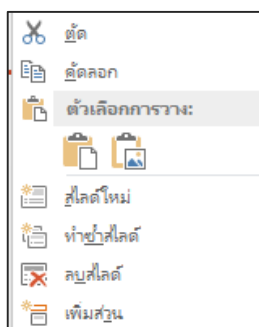 ตัด
คัดลอก
ตัวเลือกการวาง:
สไลด์ใหม่
ทำซ้ำสไลด์
ลบสไลด์
เพิ่มส่วน